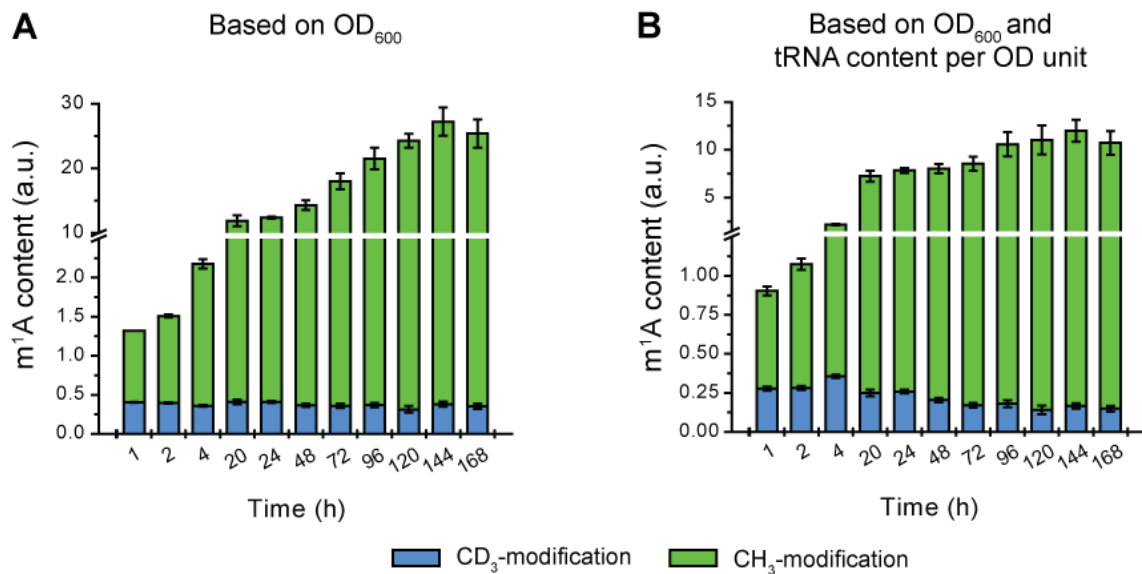 A
Based on OD₆₀₀
m¹A content (a.u.)
30
20
10
2.0
1.5
1.0
0.5
0.0
1 2 4 20 24 48 72 96 120 144 168
Time (h)
B
Based on OD₆₀₀ and
tRNA content per OD unit
m¹A content (a.u.)
15
10
5
1.00
0.75
0.50
0.25
0.00
1 2 4 20 24 48 72 96 120 144 168
Time (h)
CD₃-modification CH₃-modification